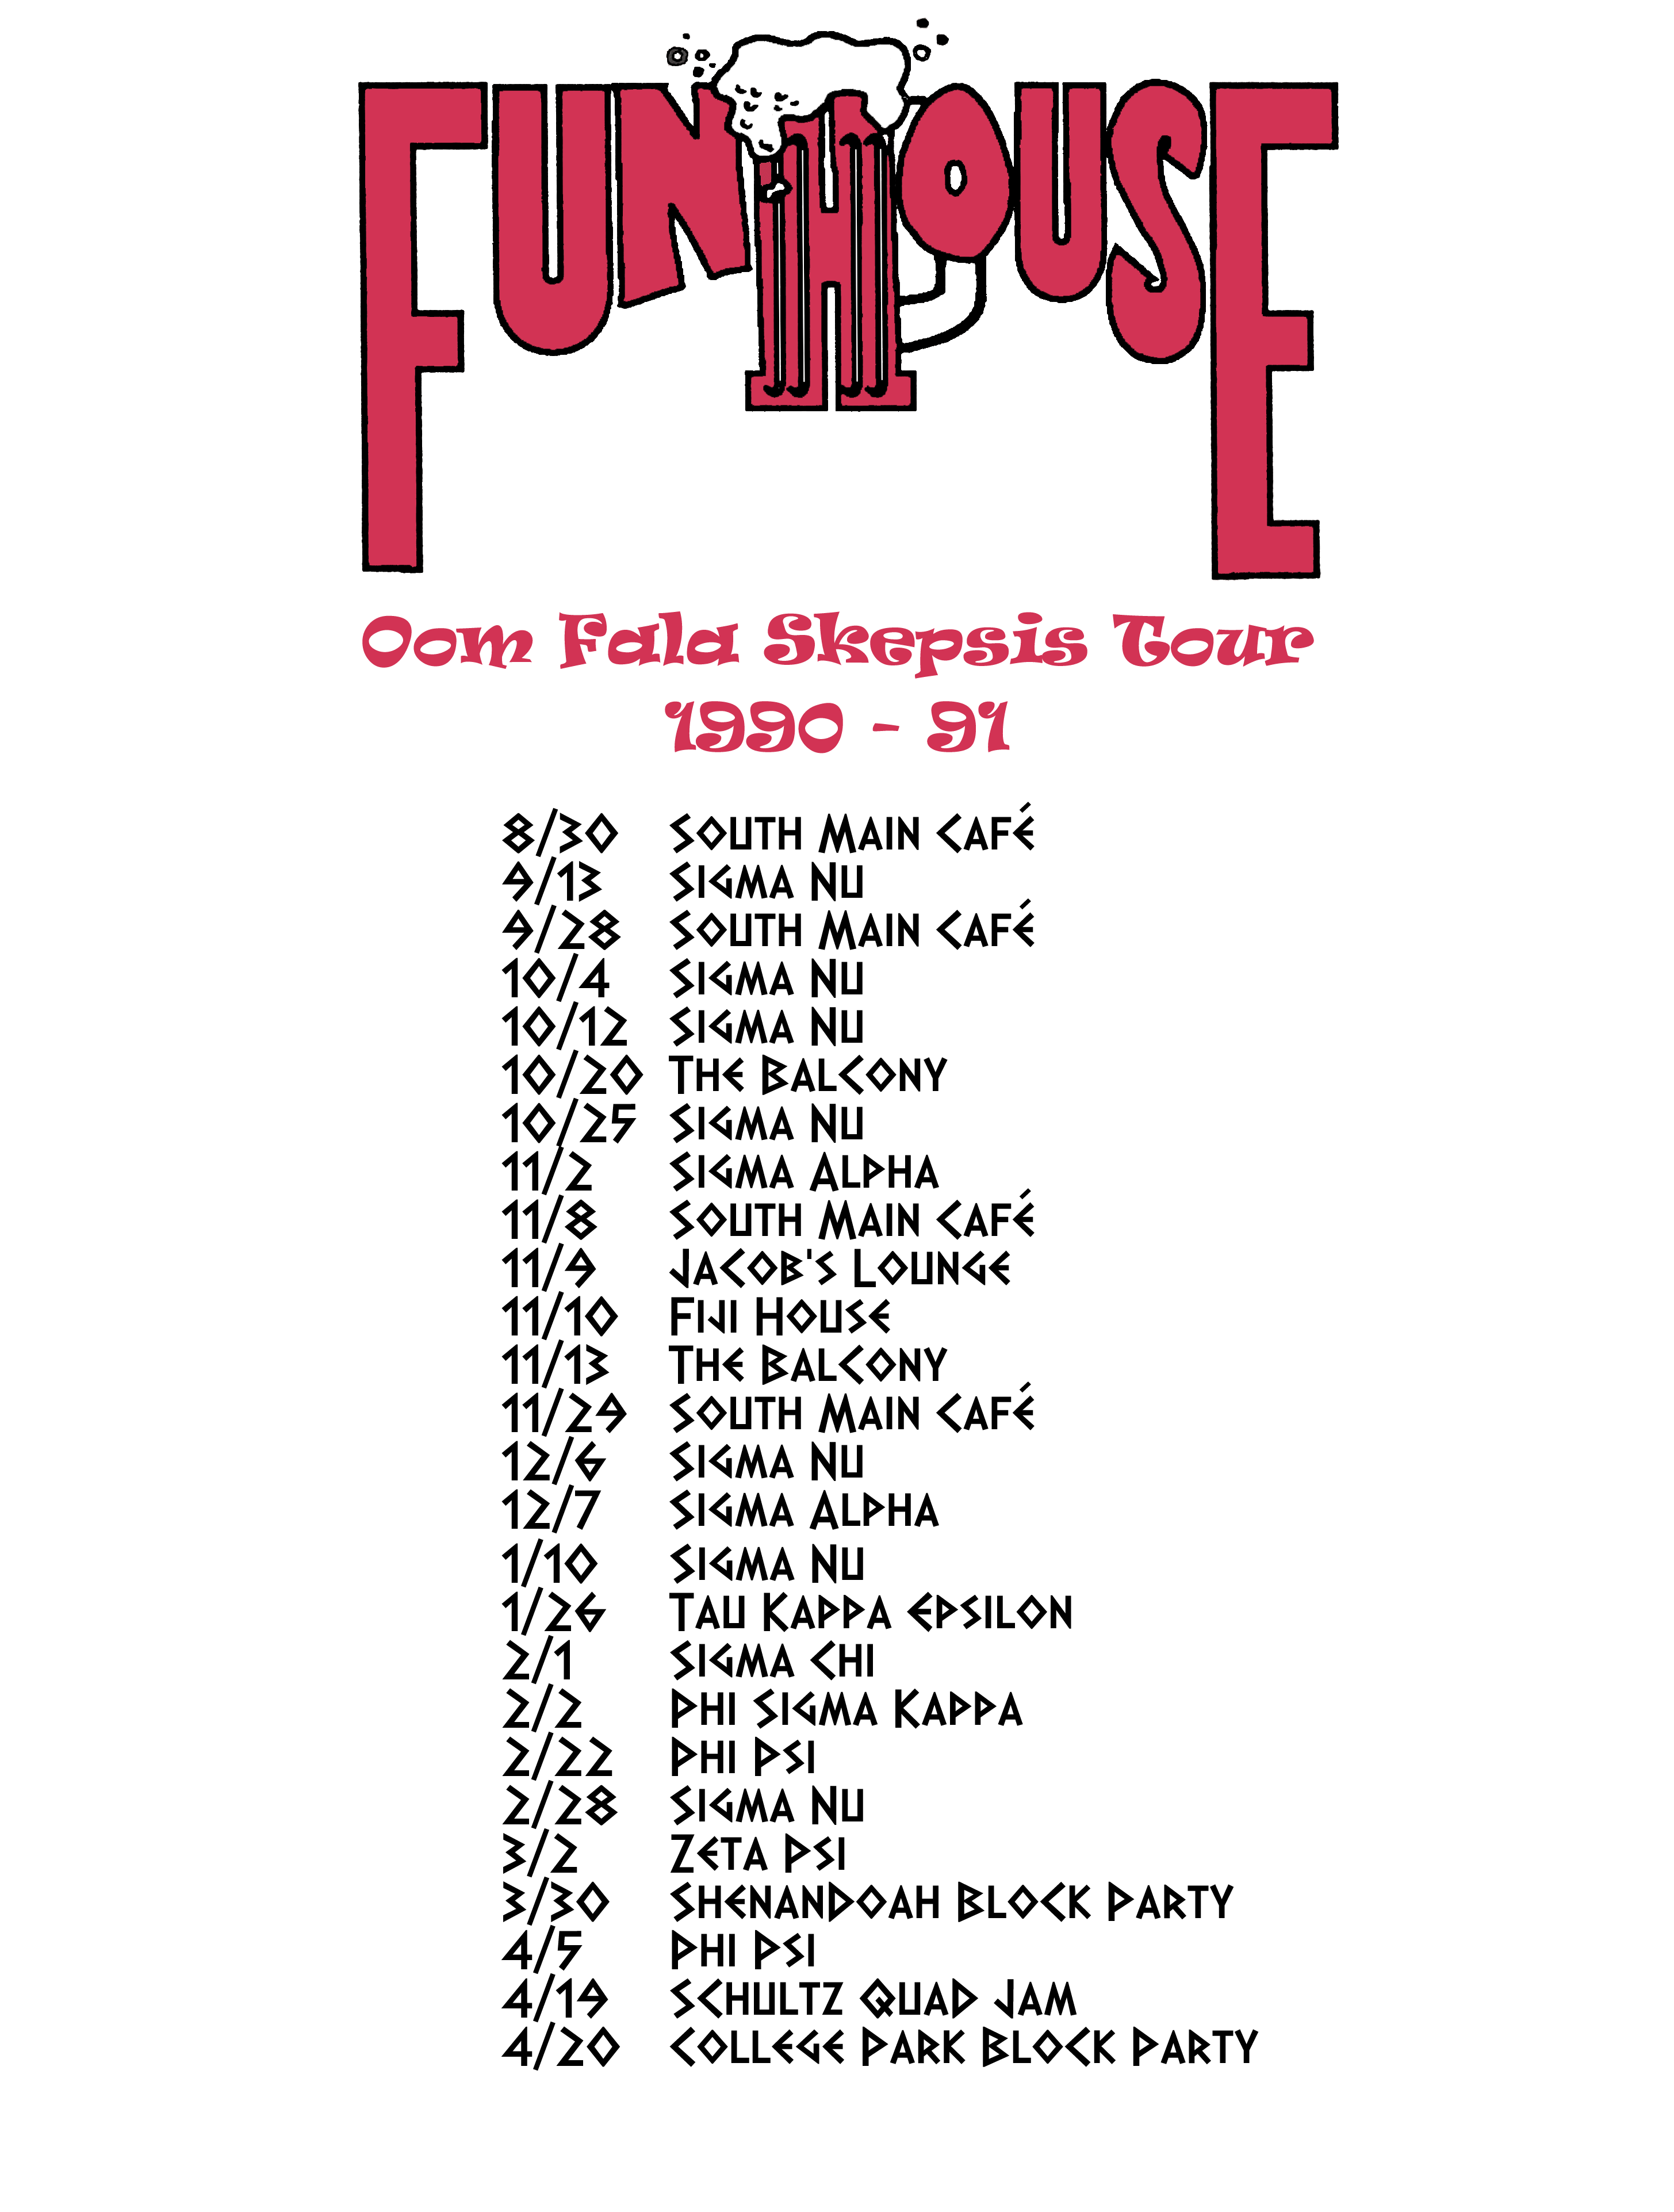 FUNHOUSE
Oom Fala Skepsis Tour
1990 - 91
8/30 South Main Café
9/13 Sigma Nu
9/28 South Main Café
10/4 Sigma Nu
10/12 Sigma Nu
10/20 The Balcony
10/25 Sigma Nu
11/2 Sigma Alpha
11/8 South Main Café
11/9 Jacob's Lounge
11/10 Fiji House
11/13 The Balcony
11/29 South Main Café
12/6 Sigma Nu
12/7 Sigma Alpha
1/10 Sigma Nu
1/26 Tau Kappa Epsilon
2/1 Sigma Chi
2/2 Phi Sigma Kappa
2/22 Phi Psi
2/28 Sigma Nu
3/2 Zeta Psi
3/30 Shenandoah Block Party
4/5 Phi Psi
4/19 Schultz Quad Jam
4/20 College Park Block Party